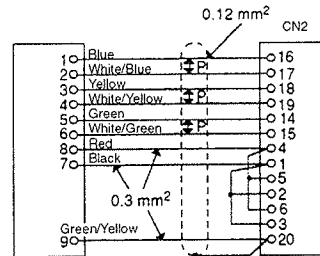 0.12 mm²
CN2
1 Blue 16
2 White/Blue P 17
3 Yellow 18
4 White/Yellow P 19
5 Green 14
6 White/Green P 15
8 Red 4
7 Black 1
5
0.3 mm² 2
6
3
9 Green/Yellow 20